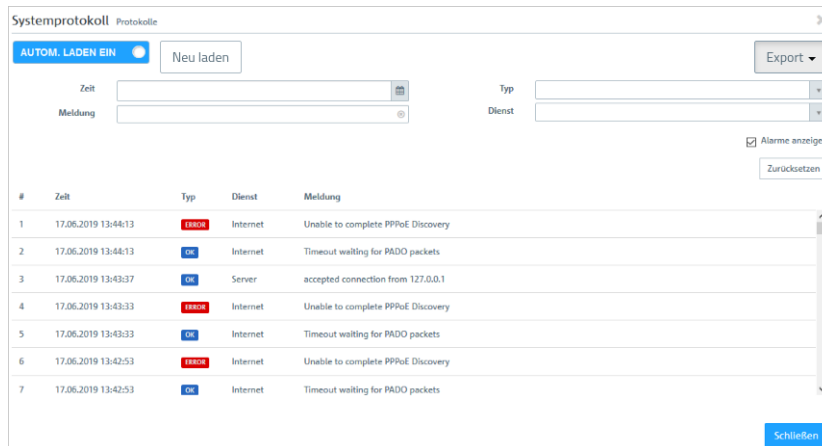 Systemprotokoll Protokolle
AUTOM. LADEN EIN Neu laden Export
Zeit Typ
Meldung Dienst
Alarme anzeige
Zurücksetzen
# Zeit Typ Dienst Meldung
1 17.06.2019 13:44:13 ERROR Internet Unable to complete PPPoE Discovery
2 17.06.2019 13:44:13 OK Internet Timeout waiting for PADO packets
3 17.06.2019 13:43:37 OK Server accepted connection from 127.0.0.1
4 17.06.2019 13:43:33 ERROR Internet Unable to complete PPPoE Discovery
5 17.06.2019 13:43:33 OK Internet Timeout waiting for PADO packets
6 17.06.2019 13:42:53 ERROR Internet Unable to complete PPPoE Discovery
7 17.06.2019 13:42:53 OK Internet Timeout waiting for PADO packets
Schließen